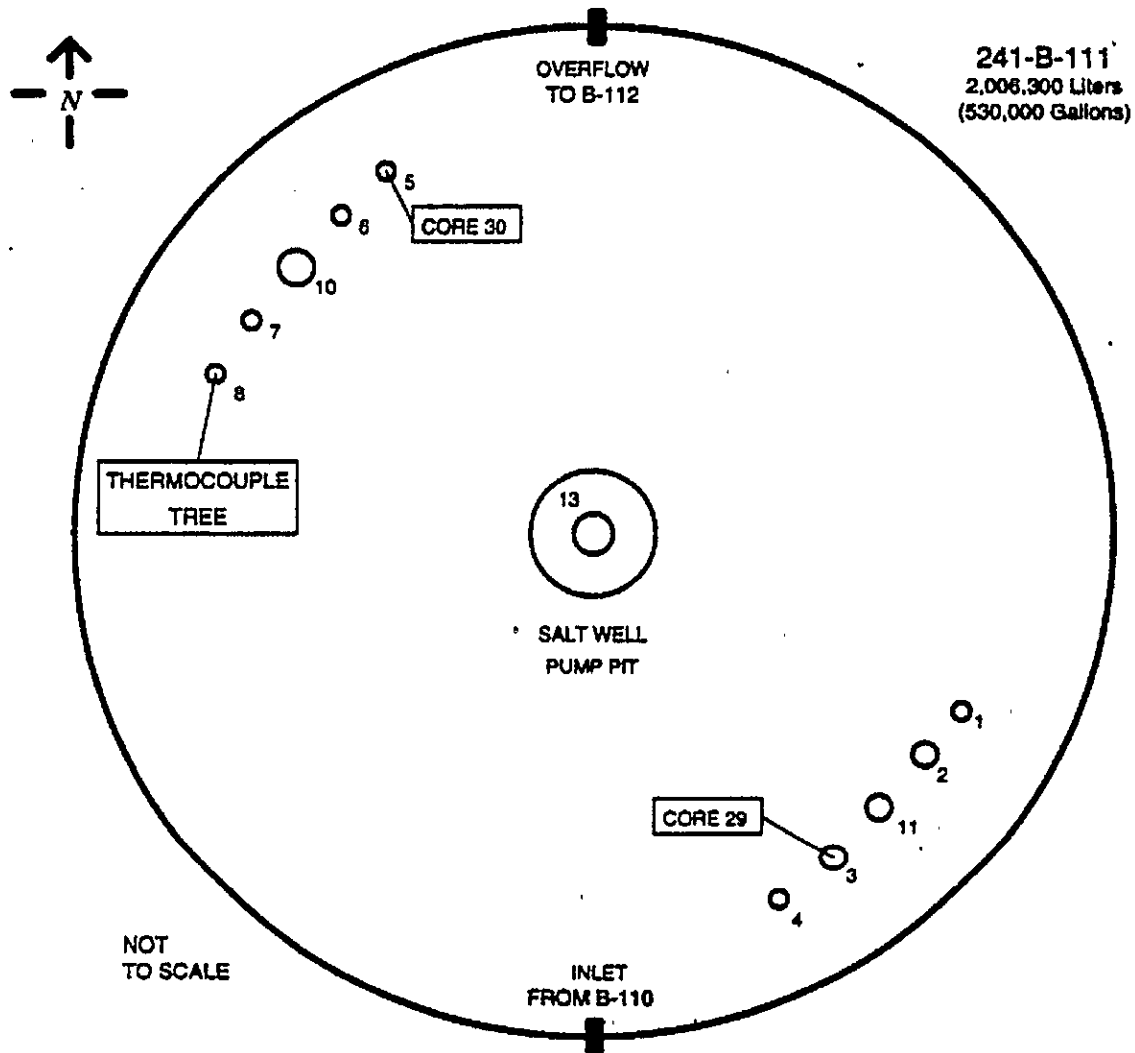 N
241-B-111
2,006,300 Liters
(530,000 Gallons)
OVERFLOW
TO B-112
5
CORE 30
6
10
7
8
THERMOCOUPLE
TREE
13
SALT WELL
PUMP PIT
1
2
11
CORE 29
3
4
NOT
TO SCALE
INLET
FROM B-110